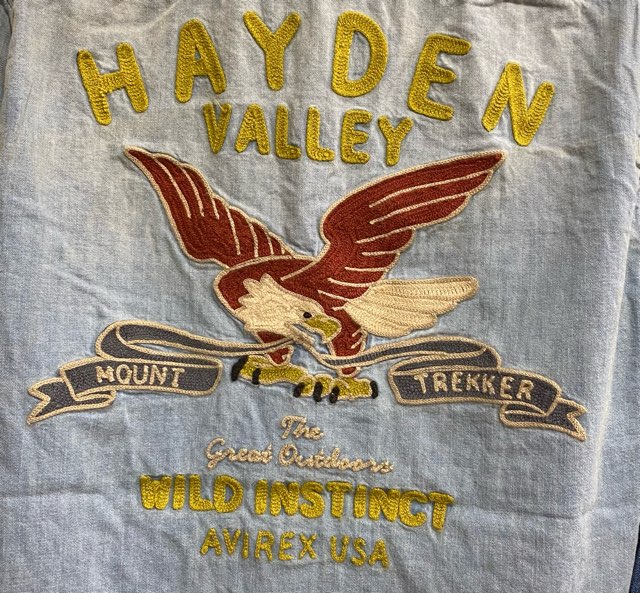 HAYDEN
VALLEY
MOUNT TREKKER
The
Great Outdoors
WILD INSTINCT
AVIREX USA